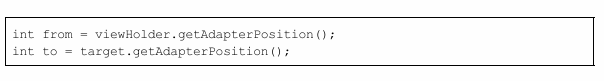 int from = viewHolder.getAdapterPosition();
int to = target.getAdapterPosition();